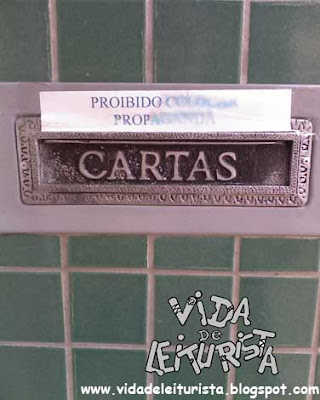 PROIBIDO COLOCAR
PROPAGANDA
CARTAS
ViDA
DE
LEiTURiSTA
www.vidadeleiturista.blogspot.com